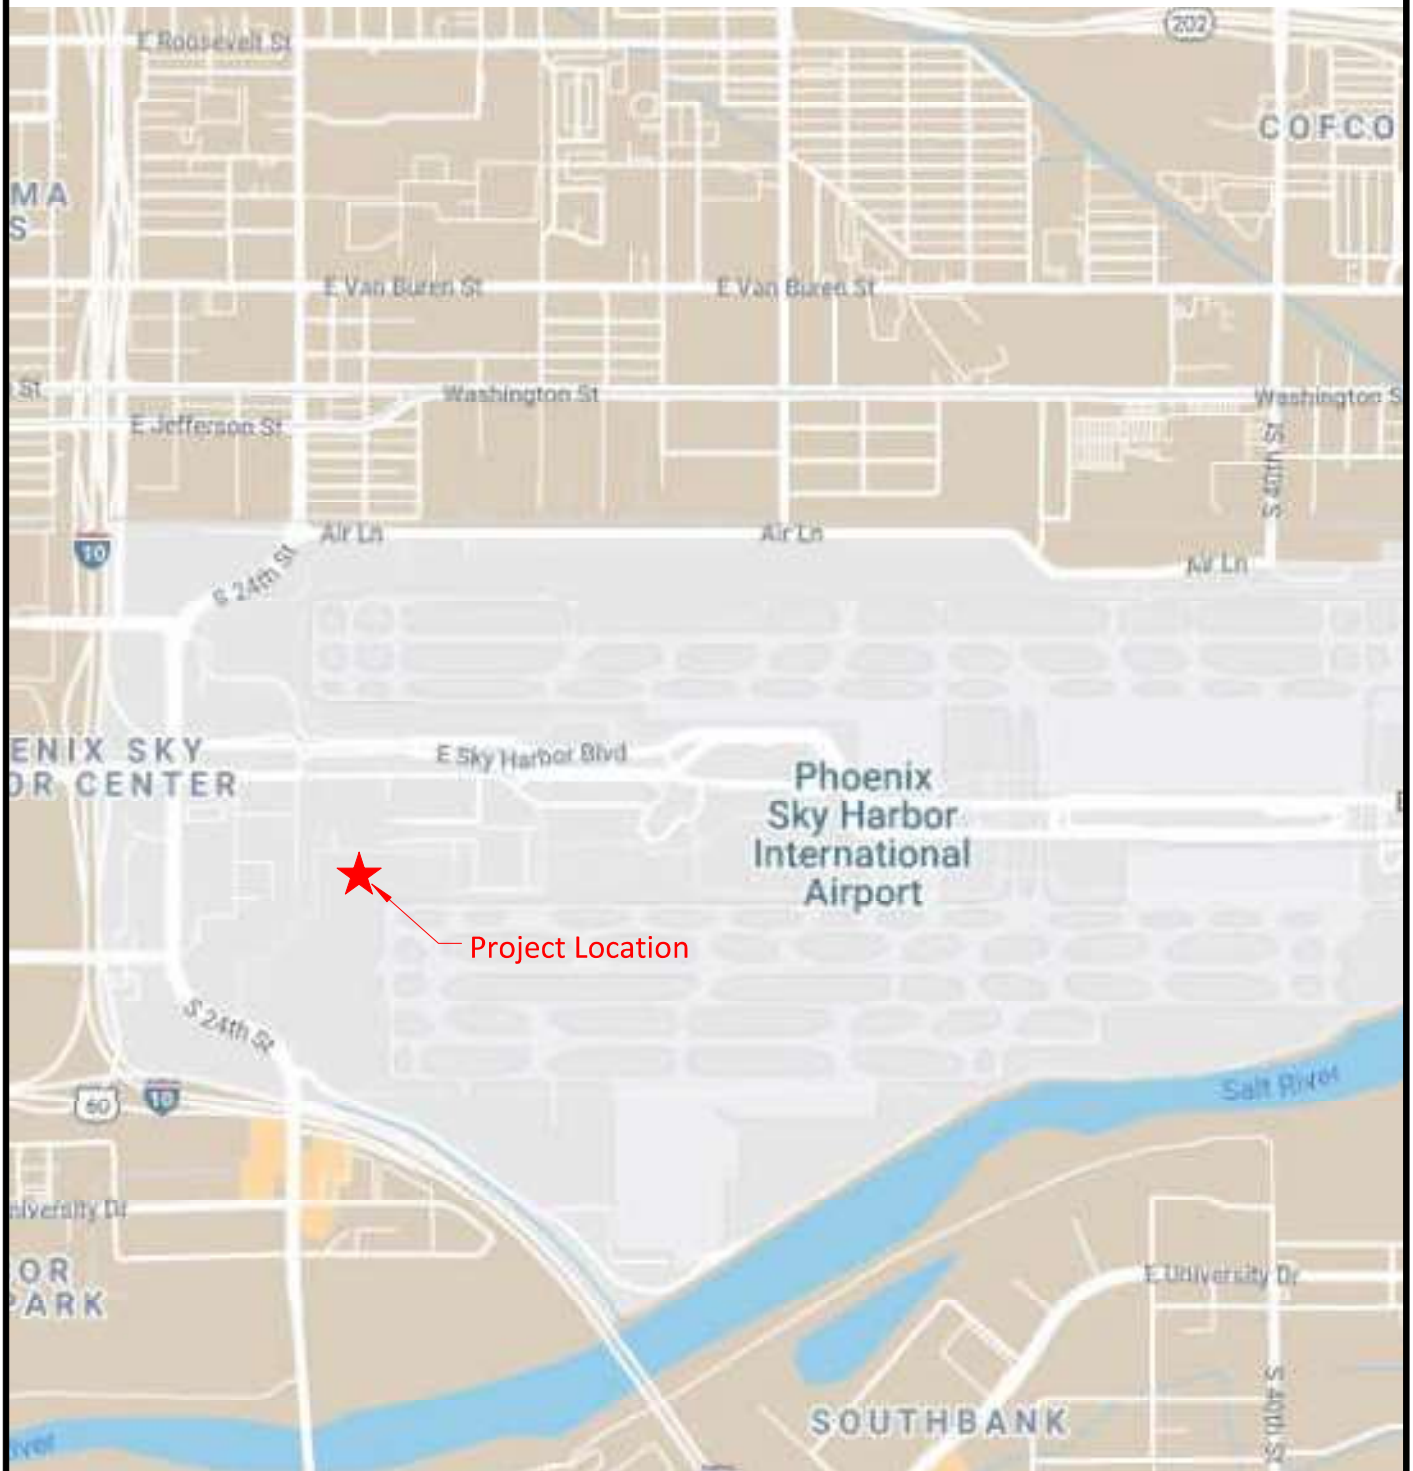 E Roosevelt St
202
COFCO
MA
S
E Van Buren St
E Van Buren St
St
Washington St
Washington S
E Jefferson St
S 40th St
Air Ln
Air Ln
10
S 24th St
Air Ln
ENIX SKY
OR CENTER
E Sky Harbor Blvd
Phoenix
Sky Harbor
International
Airport
E
Project Location
S 24th St
60
10
Salt River
niversity Dr
OR
PARK
E University Dr
S 40th St
SOUTHBANK
iver